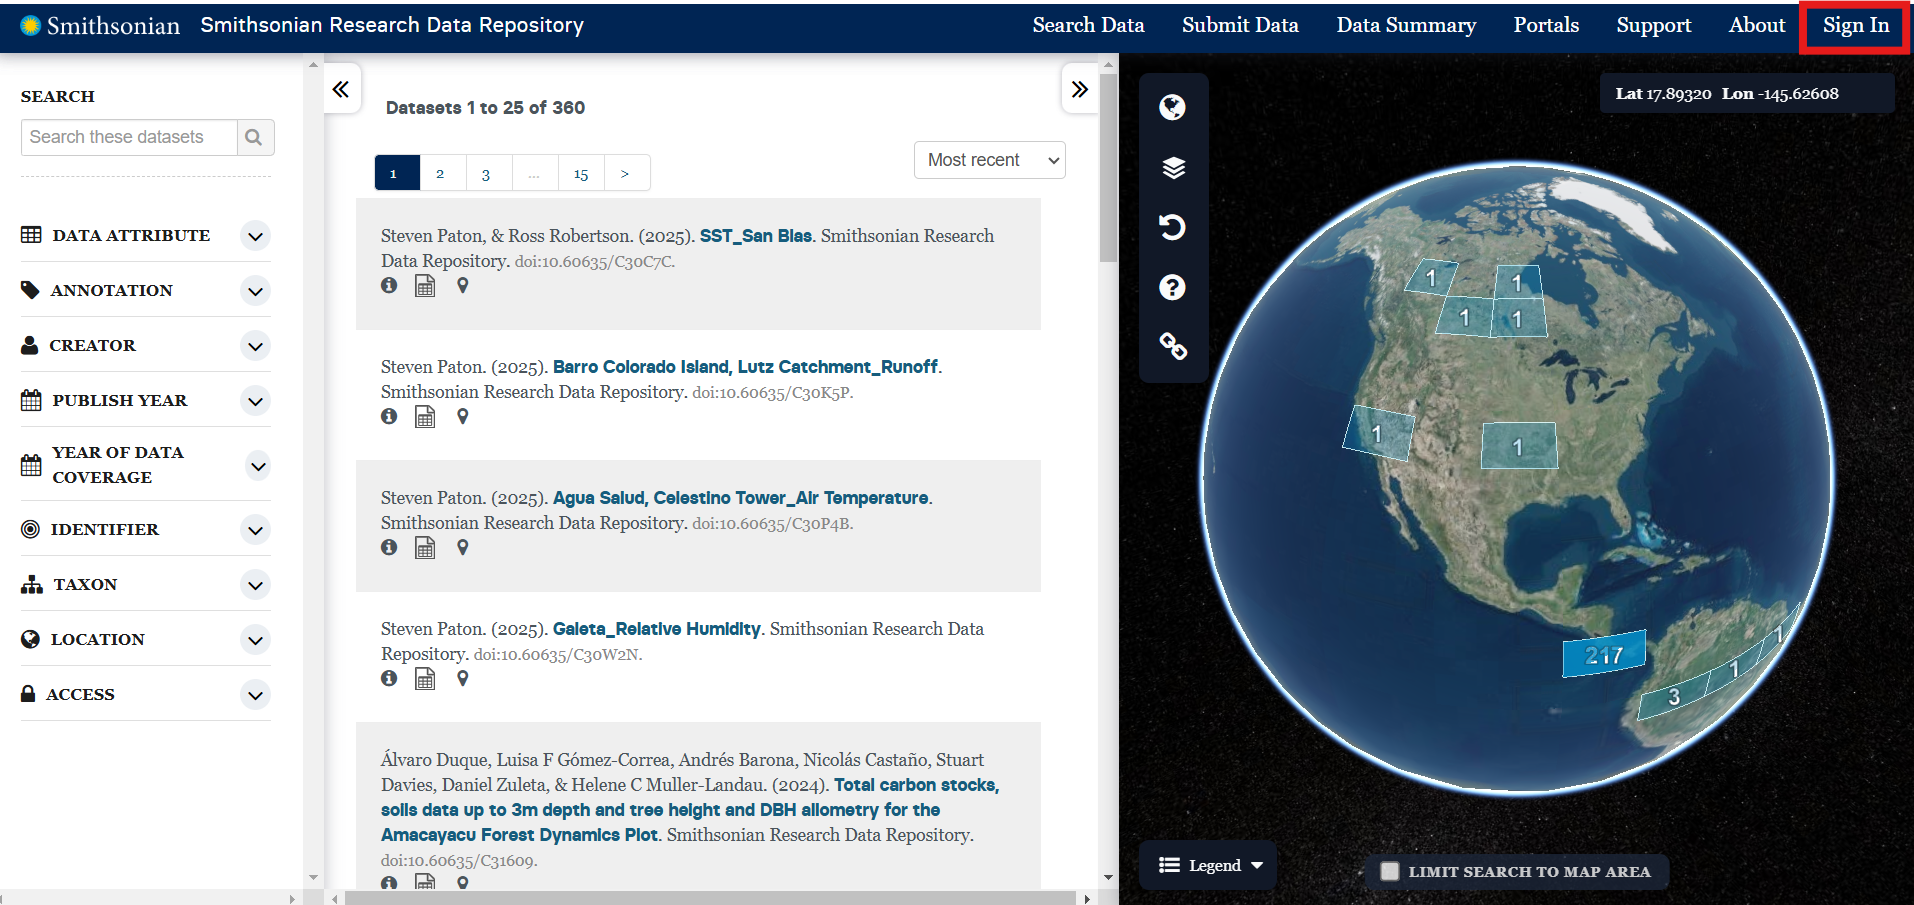 Smithsonian Smithsonian Research Data Repository Search Data Submit Data Data Summary Portals Support About Sign In
SEARCH
Search these datasets
DATA ATTRIBUTE
ANNOTATION
CREATOR
PUBLISH YEAR
YEAR OF DATA
COVERAGE
IDENTIFIER
TAXON
LOCATION
ACCESS
Datasets 1 to 25 of 360
1 2 3 ... 15 >
Most recent
Steven Paton, & Ross Robertson. (2025). SST_San Blas. Smithsonian Research
Data Repository. doi:10.60635/C30C7C.
Steven Paton. (2025). Barro Colorado Island, Lutz Catchment_Runoff.
Smithsonian Research Data Repository. doi:10.60635/C30K5P.
Steven Paton. (2025). Agua Salud, Celestino Tower_Air Temperature.
Smithsonian Research Data Repository. doi:10.60635/C30P4B.
Steven Paton. (2025). Galeta_Relative Humidity. Smithsonian Research Data
Repository. doi:10.60635/C30W2N.
Álvaro Duque, Luisa F Gómez-Correa, Andrés Barona, Nicolás Castaño, Stuart
Davies, Daniel Zuleta, & Helene C Muller-Landau. (2024). Total carbon stocks,
soils data up to 3m depth and tree height and DBH allometry for the
Amacayacu Forest Dynamics Plot. Smithsonian Research Data Repository.
doi:10.60635/C31609.
Lat 17.89320 Lon -145.62608
1 1
1 1
1 1
217
1
1
3
Legend
LIMIT SEARCH TO MAP AREA